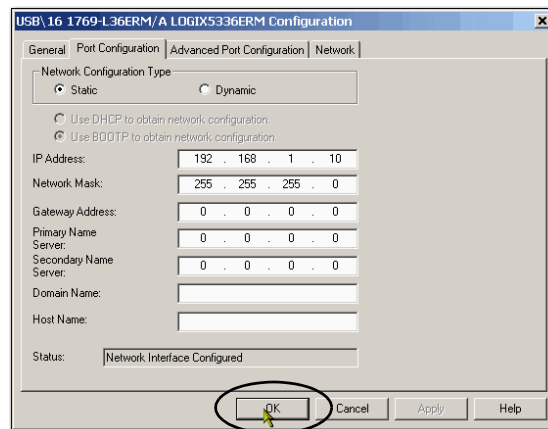 USB\16 1769-L36ERM/A LOGIX5336ERM Configuration
General Port Configuration Advanced Port Configuration Network
Network Configuration Type
Static Dynamic
Use DHCP to obtain network configuration.
Use BOOTP to obtain network configuration.
IP Address: 192 . 168 . 1 . 10
Network Mask: 255 . 255 . 255 . 0
Gateway Address: 0 . 0 . 0 . 0
Primary Name
Server: 0 . 0 . 0 . 0
Secondary Name
Server: 0 . 0 . 0 . 0
Domain Name:
Host Name:
Status: Network Interface Configured
OK Cancel Apply Help